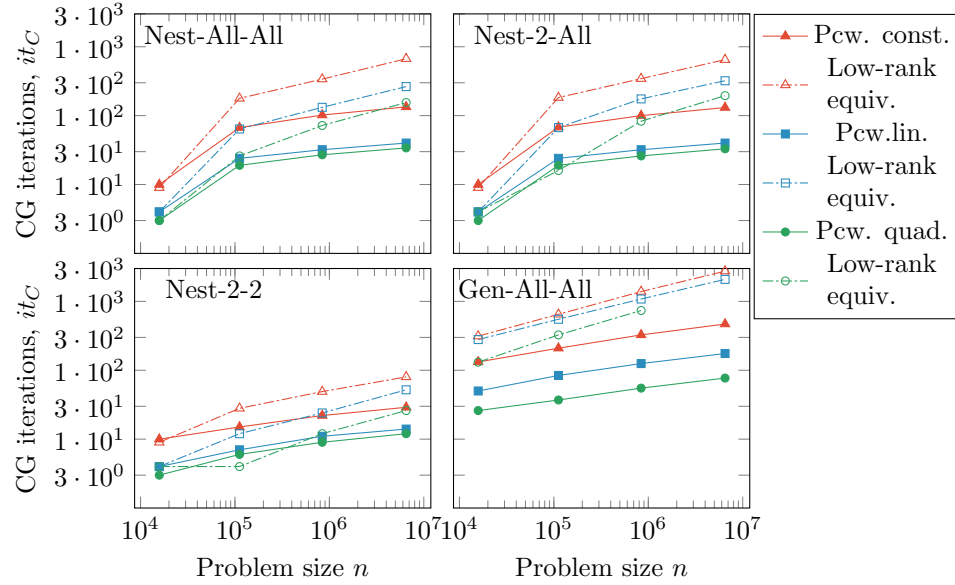 Nest-All-All
Nest-2-All
Nest-2-2
Gen-All-All
CG iterations, it_C
3 · 10^3
1 · 10^3
3 · 10^2
1 · 10^2
3 · 10^1
1 · 10^1
3 · 10^0
CG iterations, it_C
3 · 10^3
1 · 10^3
1 · 10^2
3 · 10^1
1 · 10^1
3 · 10^0
10^4 10^5 10^6 10^7
Problem size n
10^4 10^5 10^6 10^7
Problem size n
Pcw. const.
Low-rank
equiv.
Pcw.lin.
Low-rank
equiv.
Pcw. quad.
Low-rank
equiv.